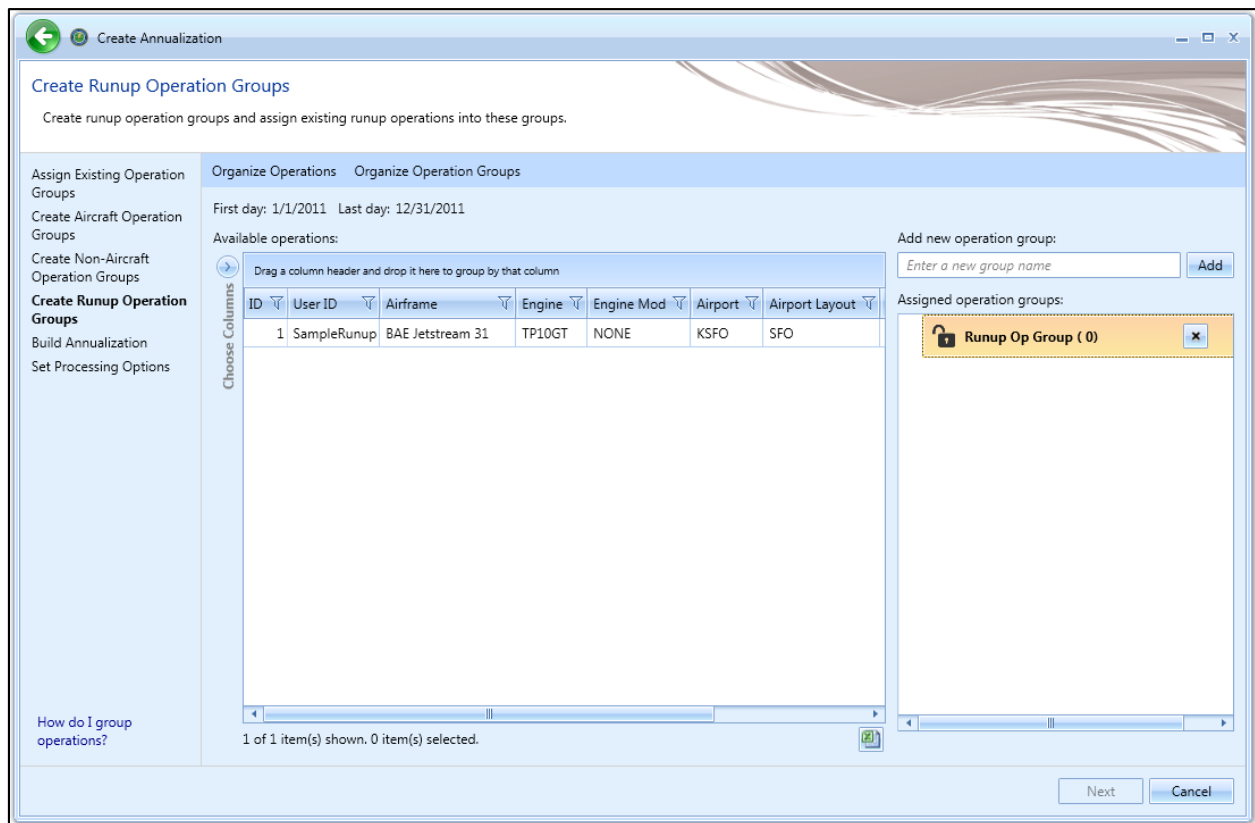 Create Annualization
Create Runup Operation Groups
Create runup operation groups and assign existing runup operations into these groups.
Assign Existing Operation
Groups
Create Aircraft Operation
Groups
Create Non-Aircraft
Operation Groups
Create Runup Operation
Groups
Build Annualization
Set Processing Options
How do I group
operations?
Organize Operations Organize Operation Groups
First day: 1/1/2011 Last day: 12/31/2011
Available operations:
Choose Columns
Drag a column header and drop it here to group by that column
ID User ID Airframe Engine Engine Mod Airport Airport Layout
1 SampleRunup BAE Jetstream 31 TP10GT NONE KSFO SFO
1 of 1 item(s) shown. 0 item(s) selected.
Add new operation group:
Enter a new group name Add
Assigned operation groups:
Runup Op Group ( 0)
Next Cancel